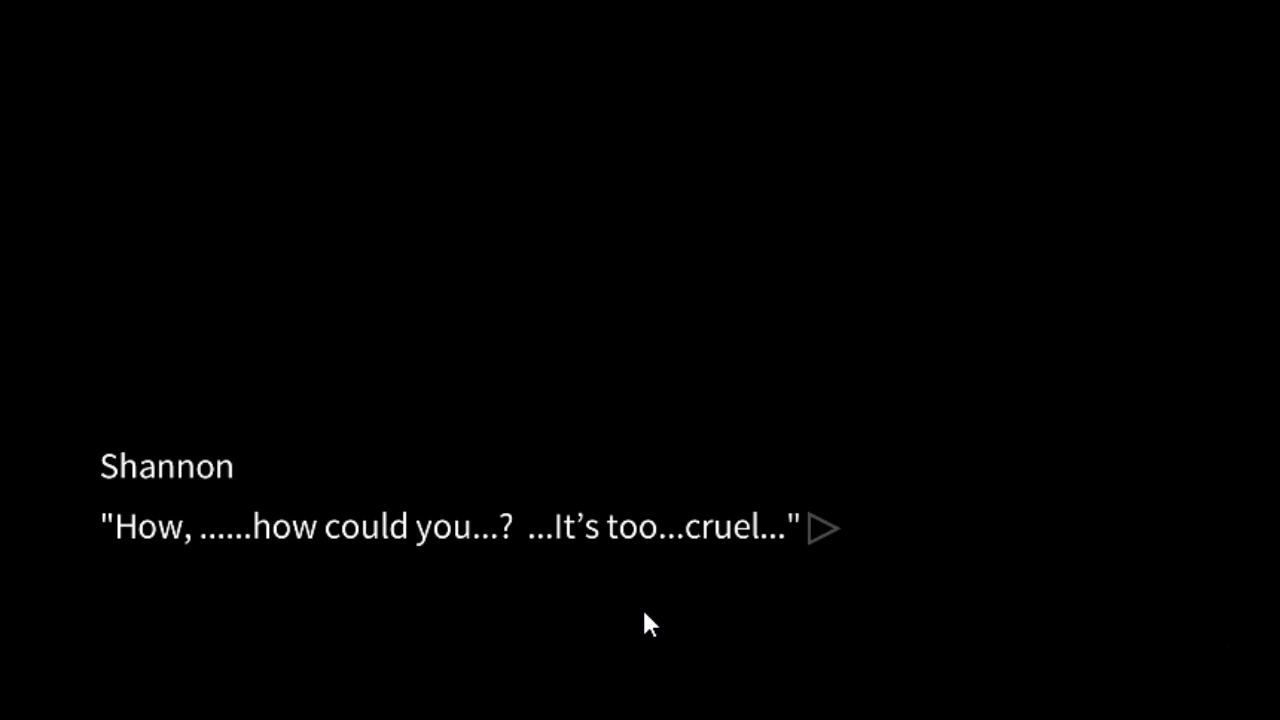 Shannon
"How, ......how could you...?  ...It’s too...cruel..."